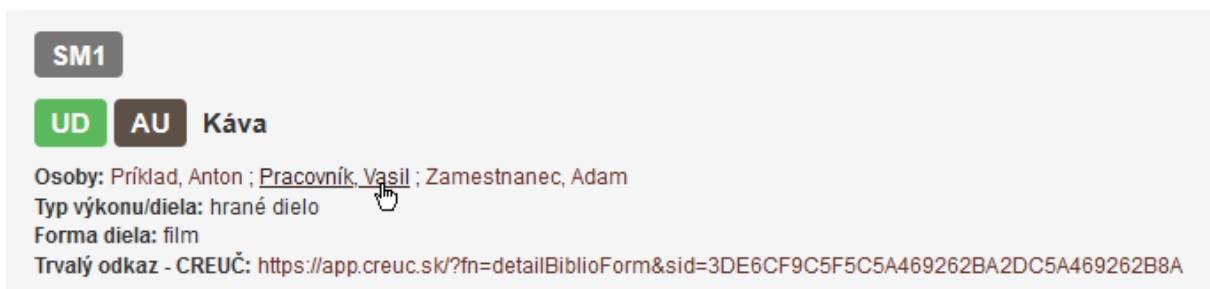 SM1
UD AU Káva
Osoby: Príklad, Anton ; Pracovník, Vasil ; Zamestnanec, Adam
Typ výkonu/diela: hrané dielo
Forma diela: film
Trvalý odkaz - CREUČ: https://app.creuc.sk/?fn=detailBiblioForm&sid=3DE6CF9C5F5C5A469262BA2DC5A469262B8A